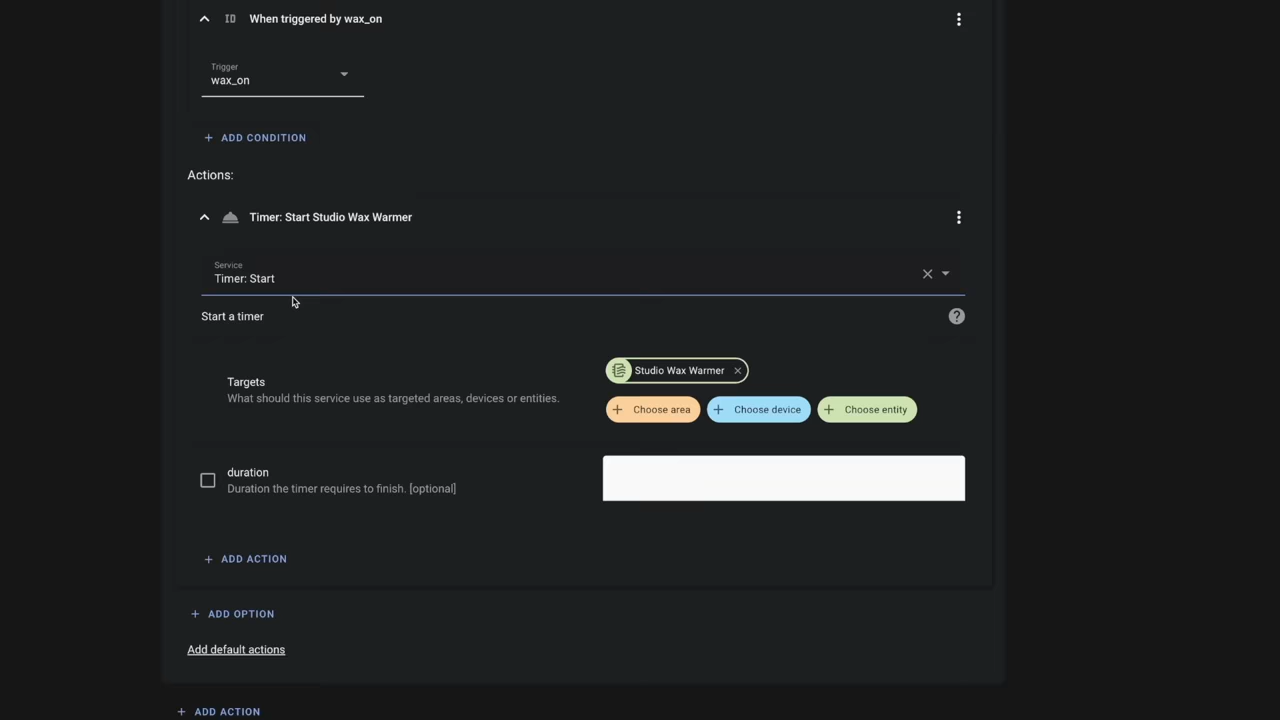 ID When triggered by wax_on
Trigger
wax_on
+ ADD CONDITION
Actions:
Timer: Start Studio Wax Warmer
Service
Timer: Start
Start a timer
?
Studio Wax Warmer
Targets
What should this service use as targeted areas, devices or entities.
+ Choose area + Choose device + Choose entity
duration
Duration the timer requires to finish. [optional]
+ ADD ACTION
+ ADD OPTION
Add default actions
+ ADD ACTION